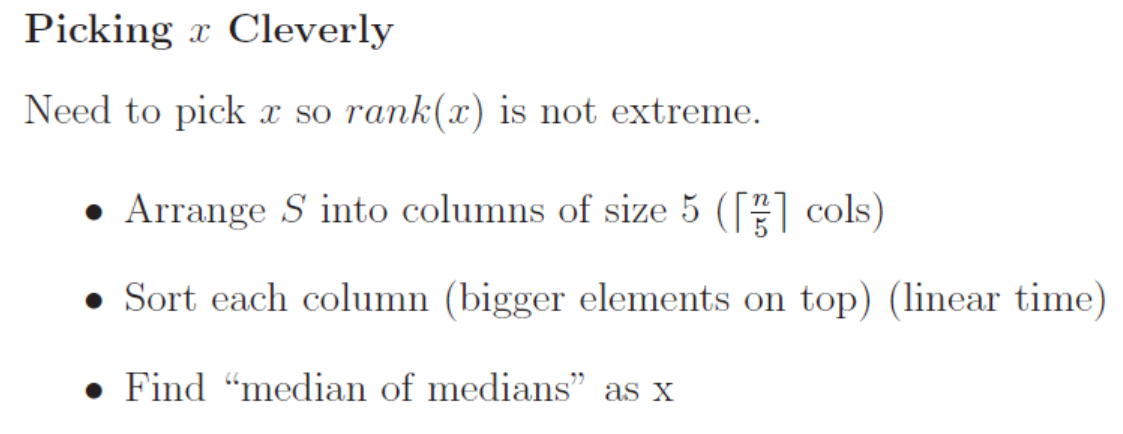 Picking x Cleverly
Need to pick x so rank(x) is not extreme.
• Arrange S into columns of size 5 (⌈n/5⌉ cols)
• Sort each column (bigger elements on top) (linear time)
• Find “median of medians” as x